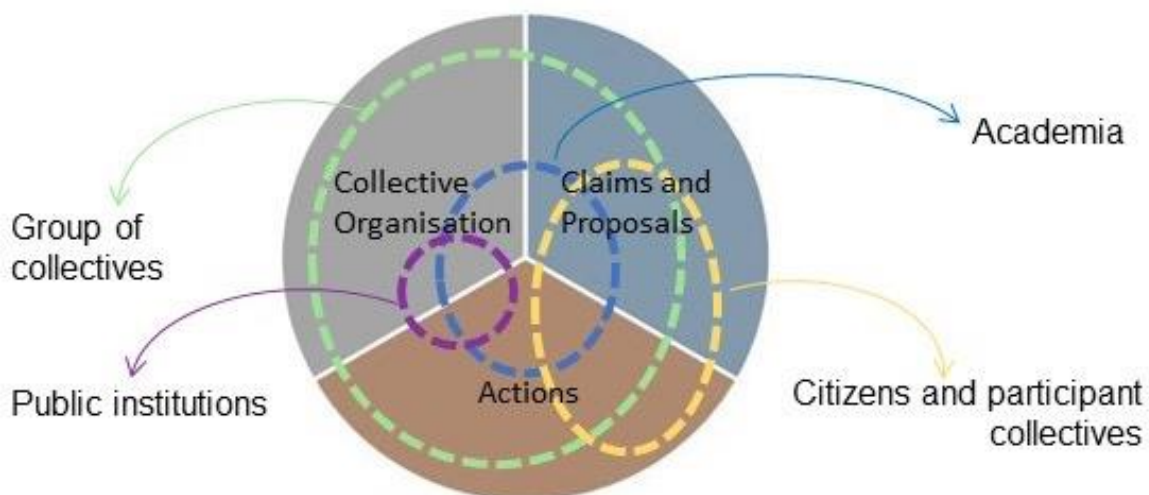 Academia
Collective
Organisation
Claims and
Proposals
Group of
collectives
Public institutions
Actions
Citizens and participant
collectives